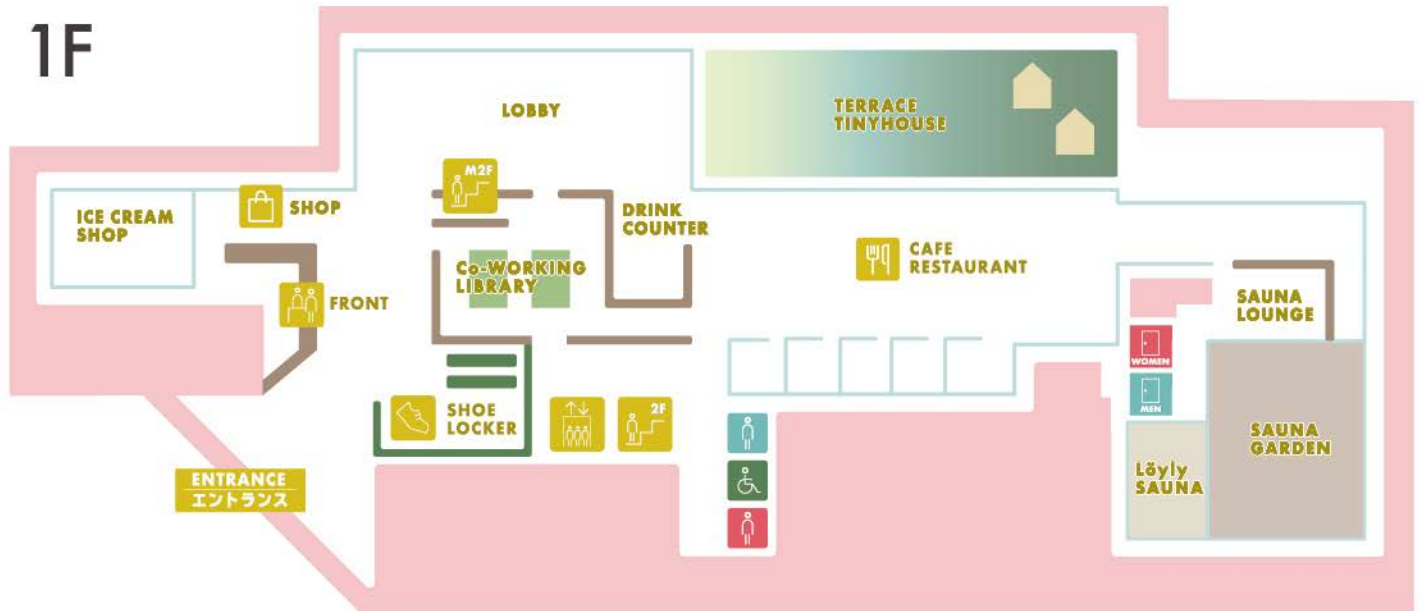 1F
LOBBY
TERRACE
TINYHOUSE
M2F
ICE CREAM
SHOP
SHOP
DRINK
COUNTER
CAFE
RESTAURANT
Co-WORKING
LIBRARY
FRONT
SAUNA
LOUNGE
WOMEN
MEN
SHOE
LOCKER
2F
SAUNA
GARDEN
Löyly
SAUNA
ENTRANCE
エントランス